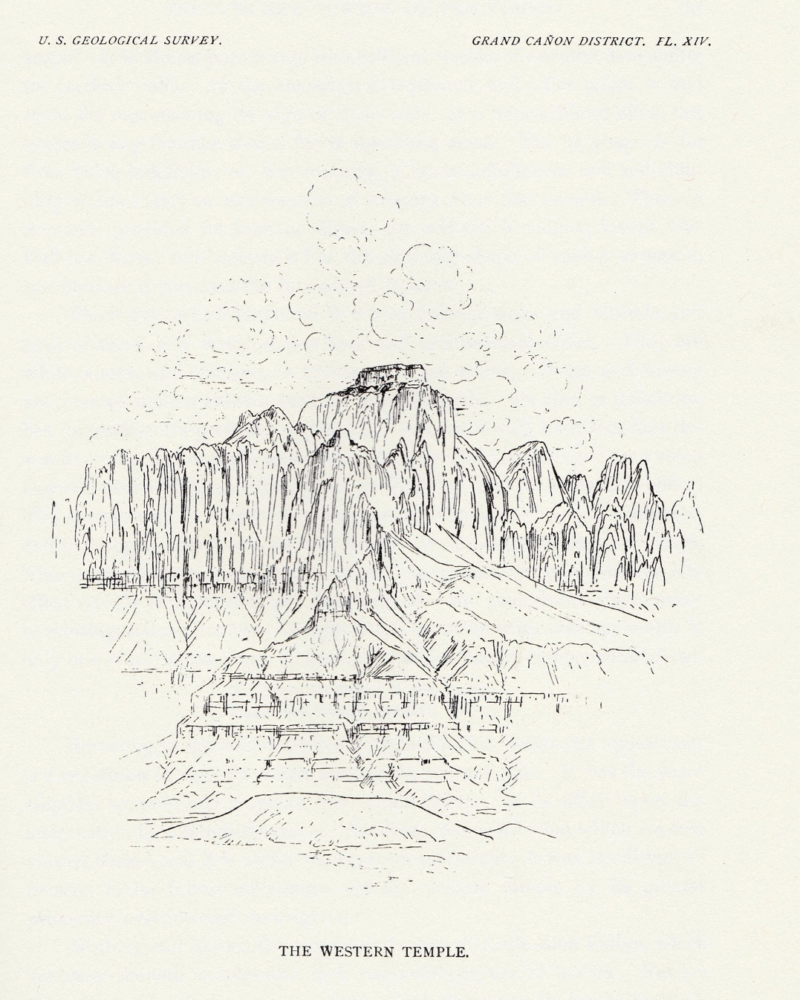 U. S. GEOLOGICAL SURVEY.
GRAND CAÑON DISTRICT. PL. XIV.
THE WESTERN TEMPLE.